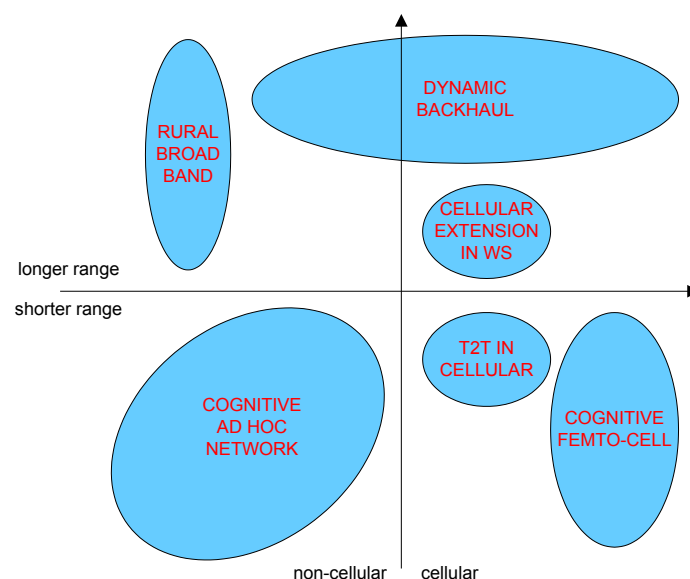 DYNAMIC
BACKHAUL
RURAL
BROAD
BAND
CELLULAR
EXTENSION
IN WS
longer range
shorter range
T2T IN
CELLULAR
COGNITIVE
AD HOC
NETWORK
COGNITIVE
FEMTO-CELL
non-cellular
cellular